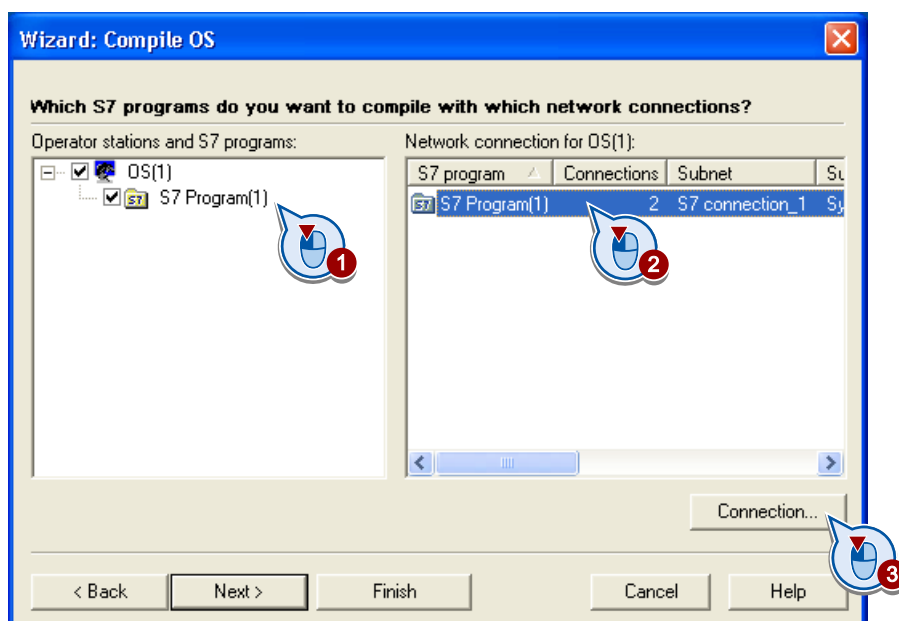 Wizard: Compile OS
Which S7 programs do you want to compile with which network connections?
Operator stations and S7 programs:
Network connection for OS(1):
OS(1)
S7 Program(1)
1
S7 program Connections Subnet
S7 Program(1) 2 S7 connection_1
2
Connection...
3
< Back Next > Finish Cancel Help